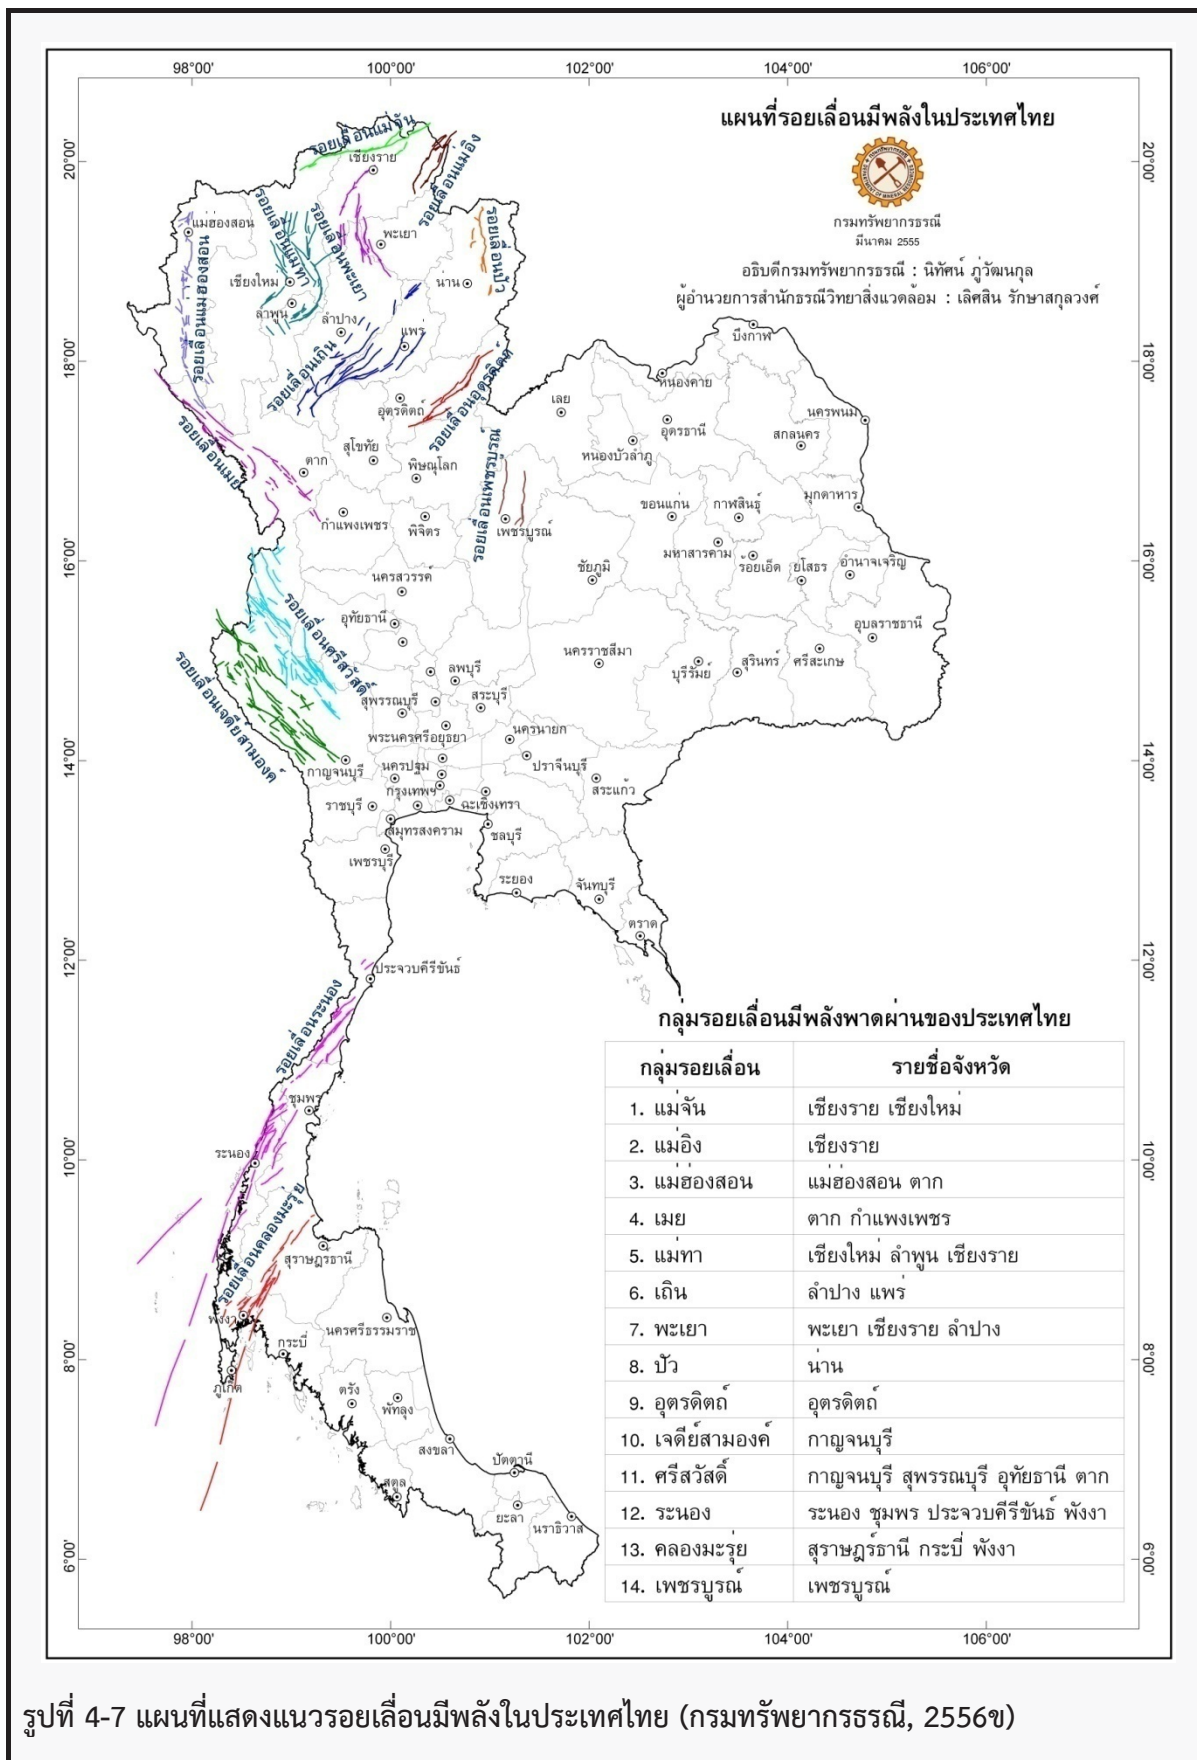 98°00' 100°00' 102°00' 104°00' 106°00'
แผนที่รอยเลื่อนมีพลังในประเทศไทย
กรมทรัพยากรธรณี
มีนาคม 2555
อธิบดีกรมทรัพยากรธรณี : นิทัศน์ ภู่วัฒนกุล
ผู้อำนวยการสำนักธรณีวิทยาสิ่งแวดล้อม : เลิศสิน รักษาสกุลวงศ์
20°00' 20°00'
18°00' 18°00'
16°00' 16°00'
14°00' 14°00'
12°00' 12°00'
10°00' 10°00'
8°00' 8°00'
6°00' 6°00'
รอยเลื่อนแม่จัน
เชียงราย
รอยเลื่อนแม่อิง
แม่ฮ่องสอน
รอยเลื่อนแม่ฮ่องสอน
รอยเลื่อนแม่ทา
รอยเลื่อนพะเยา
พะเยา
รอยเลื่อนปัว
เชียงใหม่
น่าน
ลำพูน
ลำปาง
แพร่
รอยเลื่อนเถิน
อุตรดิตถ์
รอยเลื่อนอุตรดิตถ์
รอยเลื่อนเมย
ตาก
สุโขทัย
พิษณุโลก
รอยเลื่อนเพชรบูรณ์
เพชรบูรณ์
กำแพงเพชร
พิจิตร
บึงกาฬ
หนองคาย
เลย
อุดรธานี
นครพนม
สกลนคร
หนองบัวลำภู
มุกดาหาร
ขอนแก่น
กาฬสินธุ์
มหาสารคาม
ร้อยเอ็ด
ยโสธร
อำนาจเจริญ
ชัยภูมิ
นครสวรรค์
อุทัยธานี
รอยเลื่อนศรีสวัสดิ์
รอยเลื่อนเจดีย์สามองค์
อุบลราชธานี
นครราชสีมา
บุรีรัมย์
สุรินทร์
ศรีสะเกษ
ลพบุรี
สระบุรี
สุพรรณบุรี
พระนครศรีอยุธยา
นครนายก
กาญจนบุรี
นครปฐม
ปราจีนบุรี
สระแก้ว
กรุงเทพฯ
ราชบุรี
ฉะเชิงเทรา
สมุทรสงคราม
ชลบุรี
เพชรบุรี
ระยอง
จันทบุรี
ตราด
ประจวบคีรีขันธ์
รอยเลื่อนระนอง
ชุมพร
ระนอง
รอยเลื่อนคลองมะรุ่ย
สุราษฎร์ธานี
พังงา
นครศรีธรรมราช
กระบี่
ภูเก็ต
ตรัง
พัทลุง
สงขลา
ปัตตานี
สตูล
ยะลา
นราธิวาส
กลุ่มรอยเลื่อนมีพลังพาดผ่านของประเทศไทย
กลุ่มรอยเลื่อน รายชื่อจังหวัด
1. แม่จัน เชียงราย เชียงใหม่
2. แม่อิง เชียงราย
3. แม่ฮ่องสอน แม่ฮ่องสอน ตาก
4. เมย ตาก กำแพงเพชร
5. แม่ทา เชียงใหม่ ลำพูน เชียงราย
6. เถิน ลำปาง แพร่
7. พะเยา พะเยา เชียงราย ลำปาง
8. ปัว น่าน
9. อุตรดิตถ์ อุตรดิตถ์
10. เจดีย์สามองค์ กาญจนบุรี
11. ศรีสวัสดิ์ กาญจนบุรี สุพรรณบุรี อุทัยธานี ตาก
12. ระนอง ระนอง ชุมพร ประจวบคีรีขันธ์ พังงา
13. คลองมะรุ่ย สุราษฎร์ธานี กระบี่ พังงา
14. เพชรบูรณ์ เพชรบูรณ์
98°00' 100°00' 102°00' 104°00' 106°00'
รูปที่ 4-7 แผนที่แสดงแนวรอยเลื่อนมีพลังในประเทศไทย (กรมทรัพยากรธรณี, 2556ข)